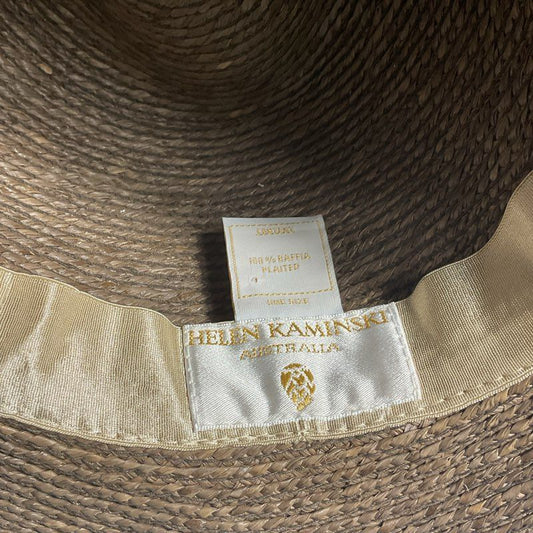 100% RAFFIA
PLAITED
HELEN KAMINSKI
AUSTRALIA